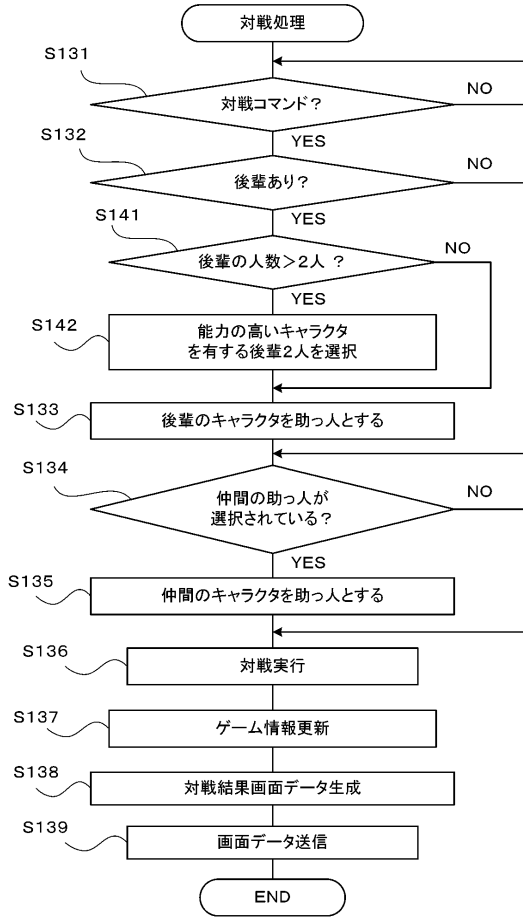 対戦処理
S131
対戦コマンド?
NO
YES
S132
後輩あり?
NO
YES
S141
後輩の人数>2人 ?
NO
YES
S142
能力の高いキャラクタ
を有する後輩2人を選択
S133
後輩のキャラクタを助っ人とする
S134
仲間の助っ人が
選択されている?
NO
YES
S135
仲間のキャラクタを助っ人とする
S136
対戦実行
S137
ゲーム情報更新
S138
対戦結果画面データ生成
S139
画面データ送信
END